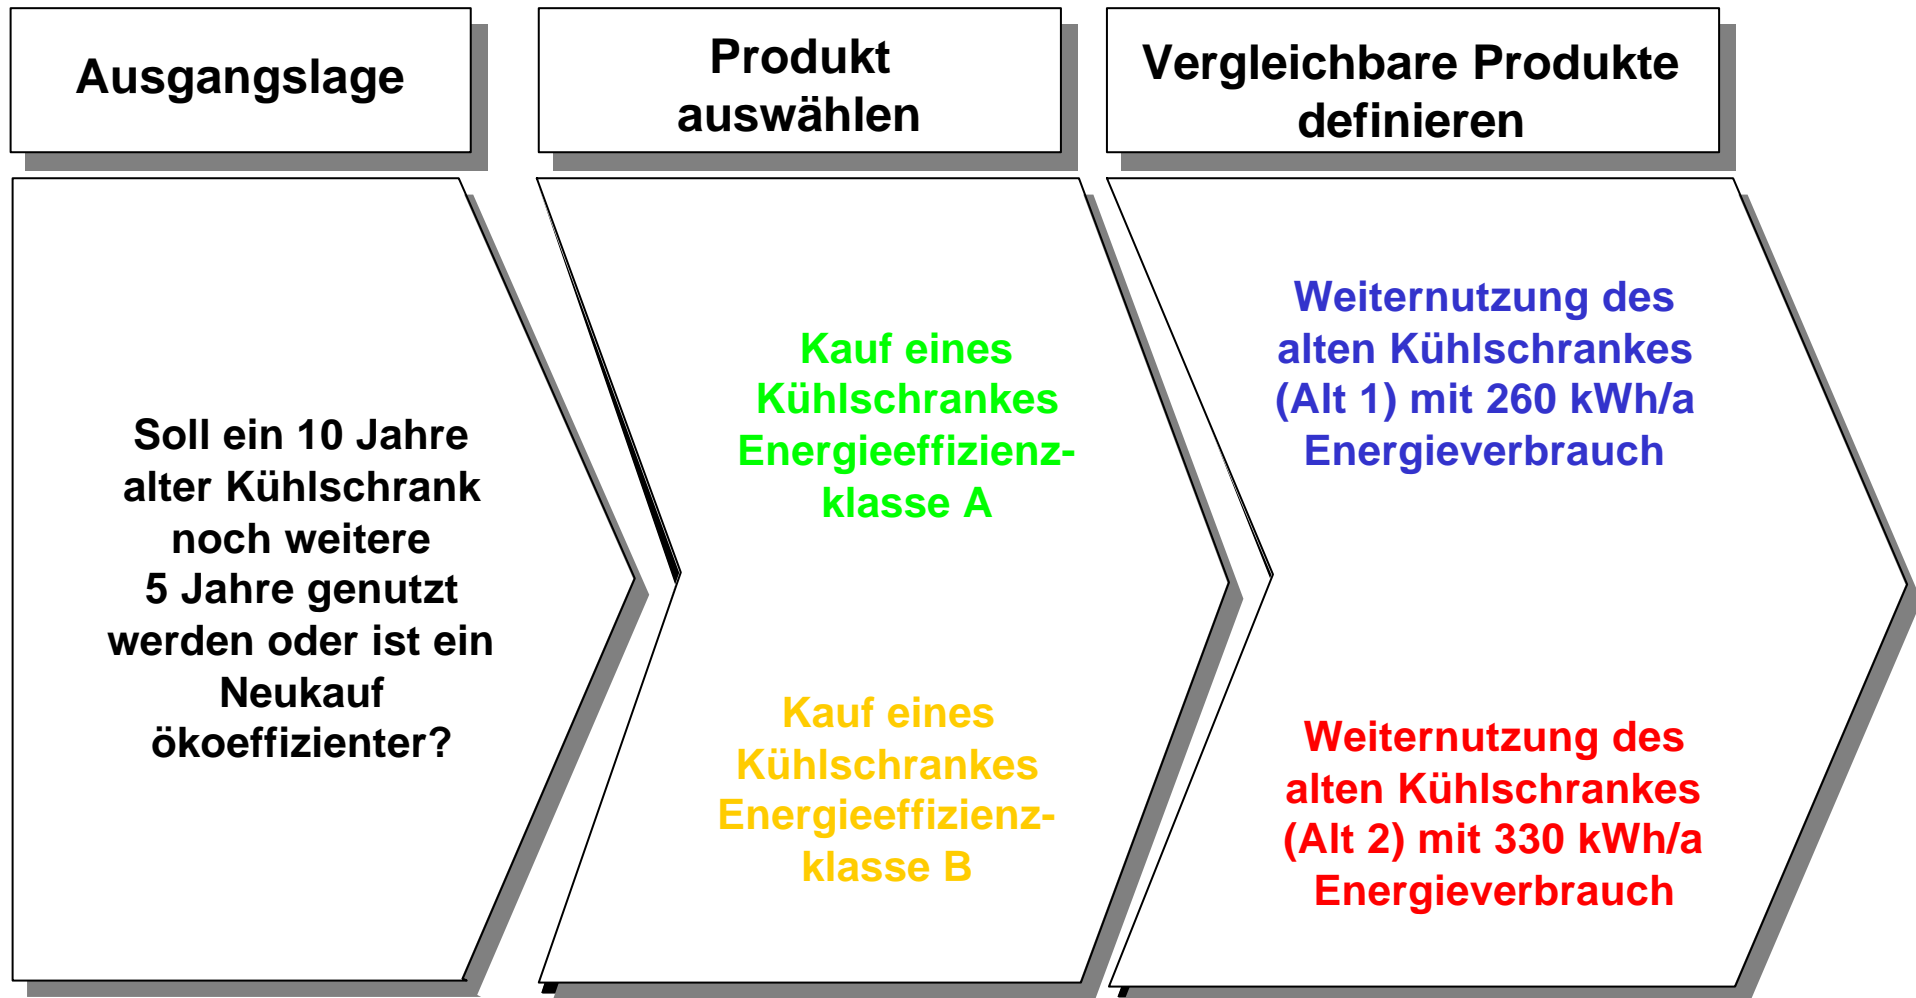 Ausgangslage
Produkt
auswählen
Vergleichbare Produkte
definieren
Soll ein 10 Jahre
alter Kühlschrank
noch weitere
5 Jahre genutzt
werden oder ist ein
Neukauf
ökoeffizienter?
Kauf eines
Kühlschrankes
Energieeffizienz-
klasse A
Kauf eines
Kühlschrankes
Energieeffizienz-
klasse B
Weiternutzung des
alten Kühlschrankes
(Alt 1) mit 260 kWh/a
Energieverbrauch
Weiternutzung des
alten Kühlschrankes
(Alt 2) mit 330 kWh/a
Energieverbrauch